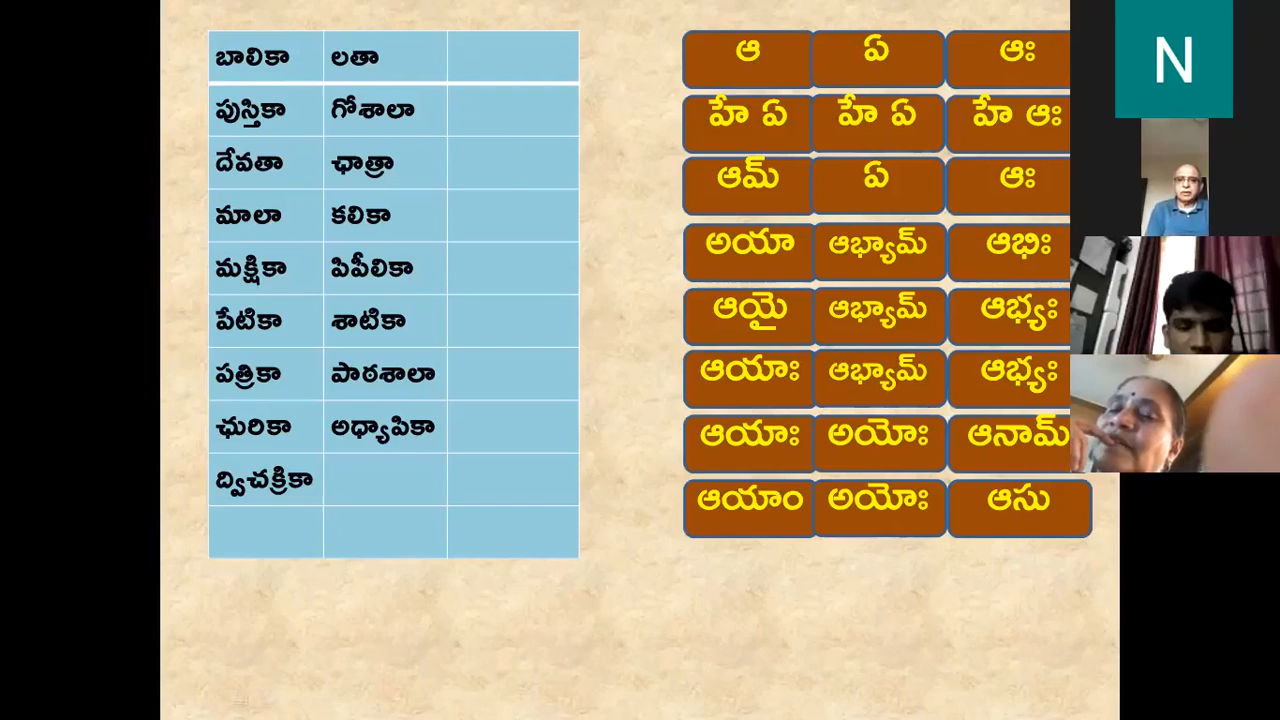 బాలికా లతా
పుస్తికా గోశాలా
దేవతా ఛాత్రా
మాలా కలికా
మక్షికా పిపీలికా
పేటికా శాటికా
పత్రికా పాఠశాలా
ఛురికా అధ్యాపికా
ద్విచక్రికా
ఆ ఏ ఆః
హే ఏ హే ఏ హే ఆః
ఆమ్ ఏ ఆః
అయా ఆభ్యామ్ ఆభిః
ఆయై ఆభ్యామ్ ఆభ్యః
ఆయాః ఆభ్యామ్ ఆభ్యః
ఆయాః అయోః ఆనామ్
ఆయాం అయోః ఆసు
N